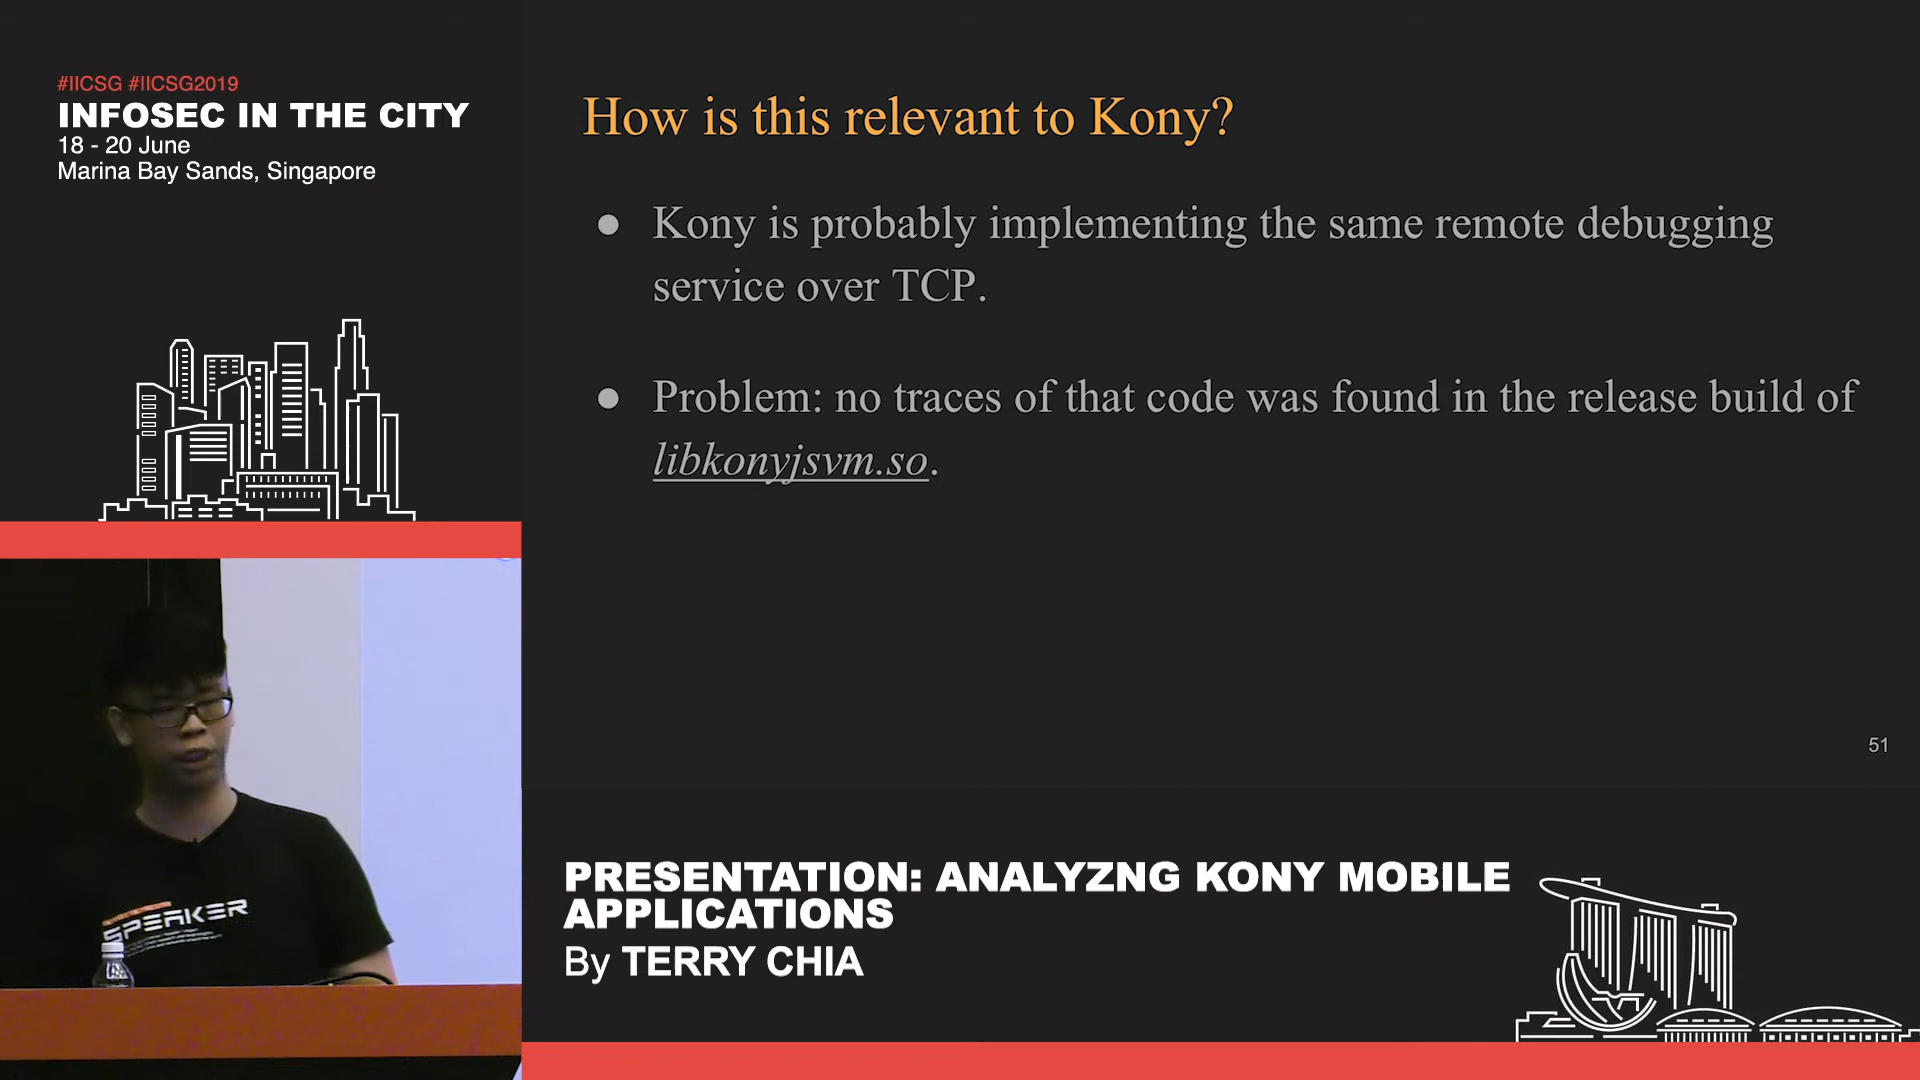 #IICSG #IICSG2019
INFOSEC IN THE CITY
18 - 20 June
Marina Bay Sands, Singapore
How is this relevant to Kony?
● Kony is probably implementing the same remote debugging
service over TCP.
● Problem: no traces of that code was found in the release build of
libkonyjsvm.so.
51
SPEAKER
PRESENTATION: ANALYZNG KONY MOBILE
APPLICATIONS
By TERRY CHIA